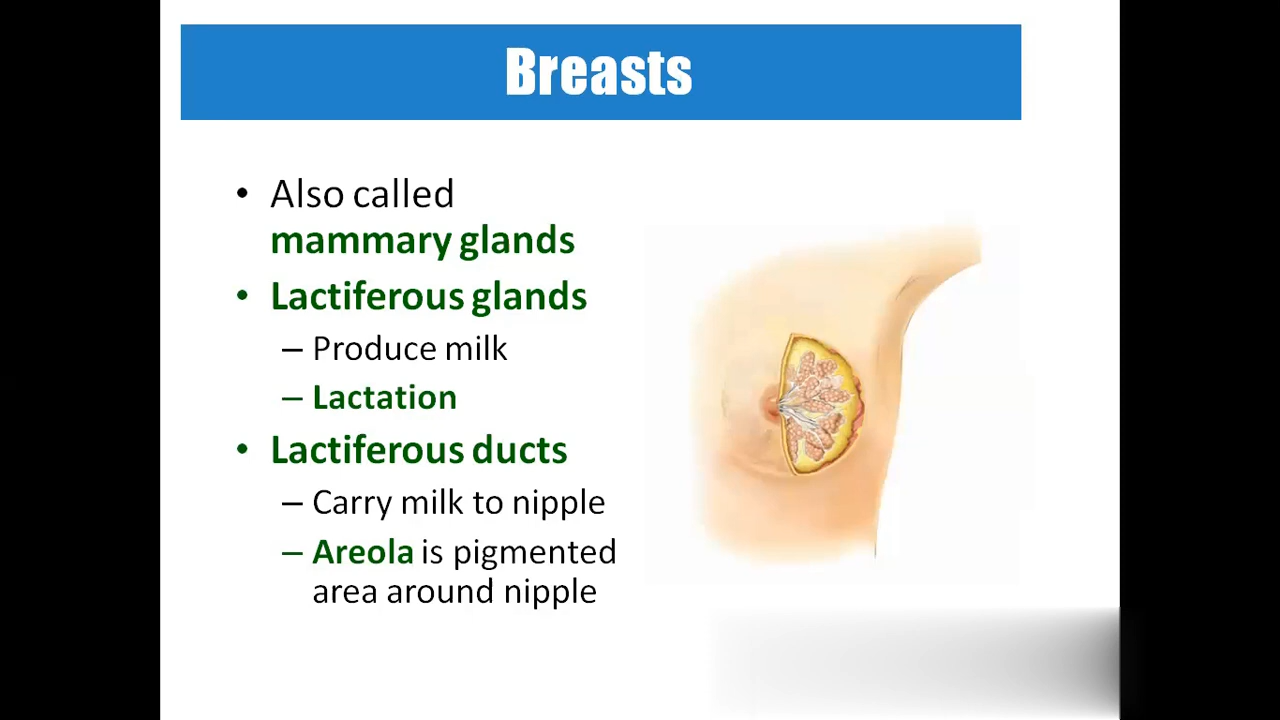 Breasts
• Also called
mammary glands
• Lactiferous glands
– Produce milk
– Lactation
• Lactiferous ducts
– Carry milk to nipple
– Areola is pigmented
area around nipple